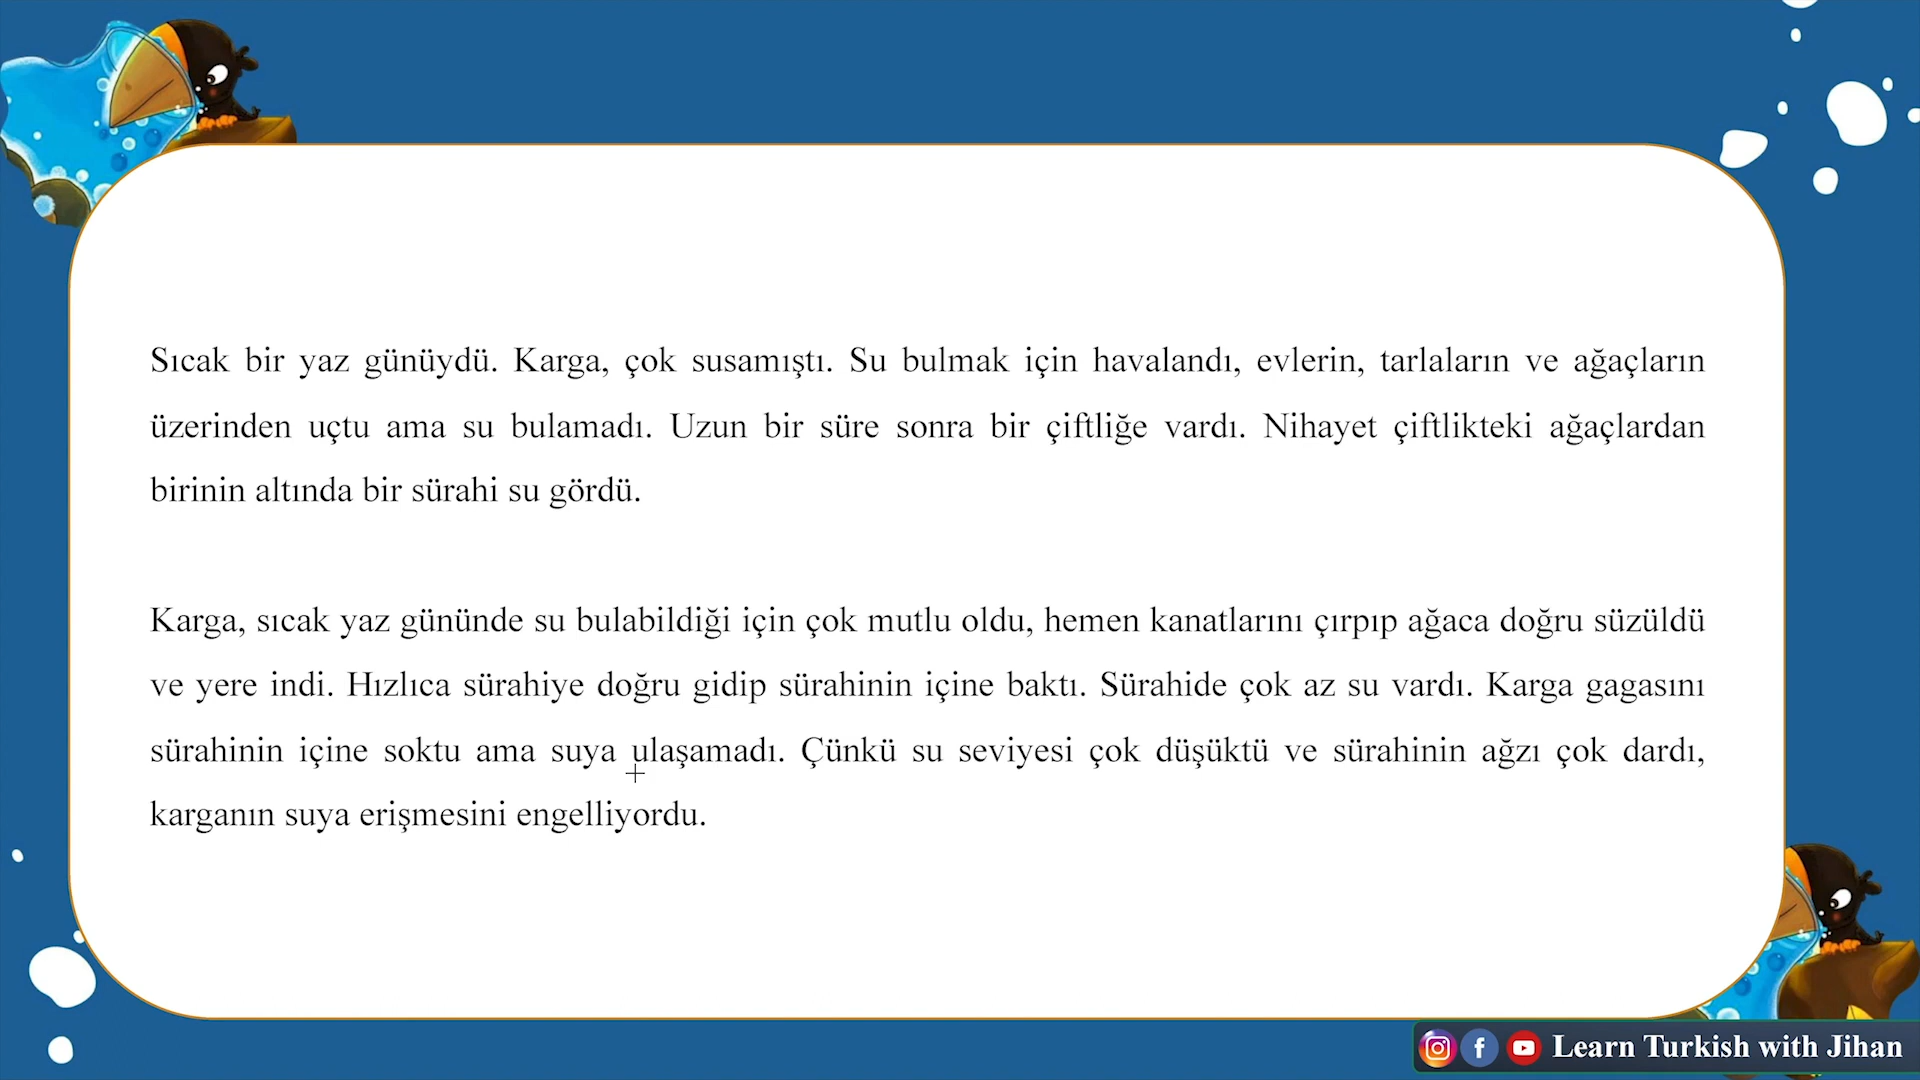 Sıcak bir yaz günüydü. Karga, çok susamıştı. Su bulmak için havalandı, evlerin, tarlaların ve ağaçların
üzerinden uçtu ama su bulamadı. Uzun bir süre sonra bir çiftliğe vardı. Nihayet çiftlikteki ağaçlardan
birinin altında bir sürahi su gördü.
Karga, sıcak yaz gününde su bulabildiği için çok mutlu oldu, hemen kanatlarını çırpıp ağaca doğru süzüldü
ve yere indi. Hızlıca sürahiye doğru gidip sürahinin içine baktı. Sürahide çok az su vardı. Karga gagasını
sürahinin içine soktu ama suya ulaşamadı. Çünkü su seviyesi çok düşüktü ve sürahinin ağzı çok dardı,
karganın suya erişmesini engelliyordu.
Learn Turkish with Jihan